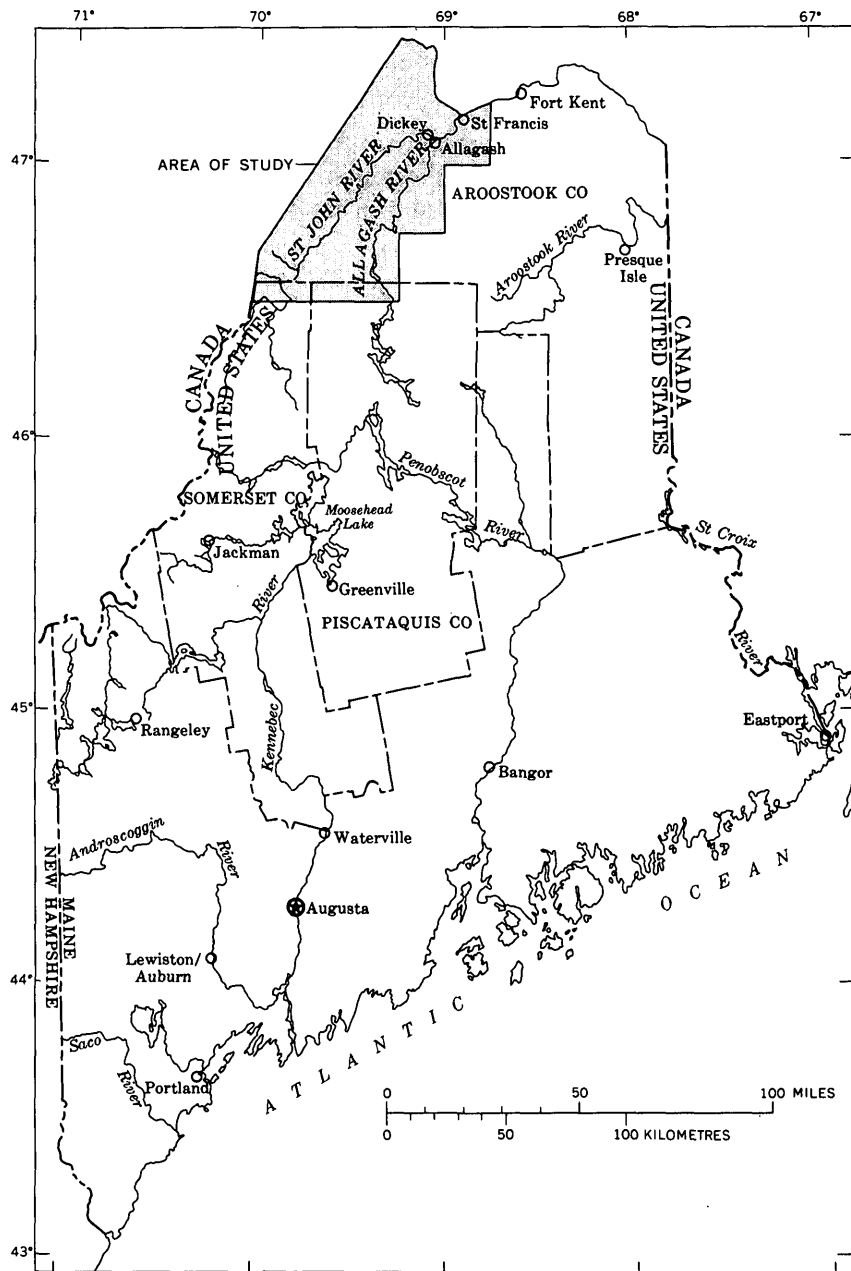 71°
70°
69°
68°
67°
47°
46°
45°
44°
43°
AREA OF STUDY
Dickey
St Francis
Fort Kent
Allagash
ST JOHN RIVER
ALLAGASH RIVER
AROOSTOOK CO
Aroostook River
Presque
Isle
CANADA
UNITED STATES
CANADA
UNITED STATES
SOMERSET CO
Penobscot
River
Moosehead
Lake
Jackman
Greenville
River
Kennebec
PISCATAQUIS CO
St Croix
River
Eastport
Rangeley
Bangor
Waterville
Androscoggin
River
Augusta
MAINE
NEW HAMPSHIRE
Lewiston/
Auburn
Saco
River
Portland
ATLANTIC OCEAN
0 50 100 MILES
0 50 100 KILOMETRES